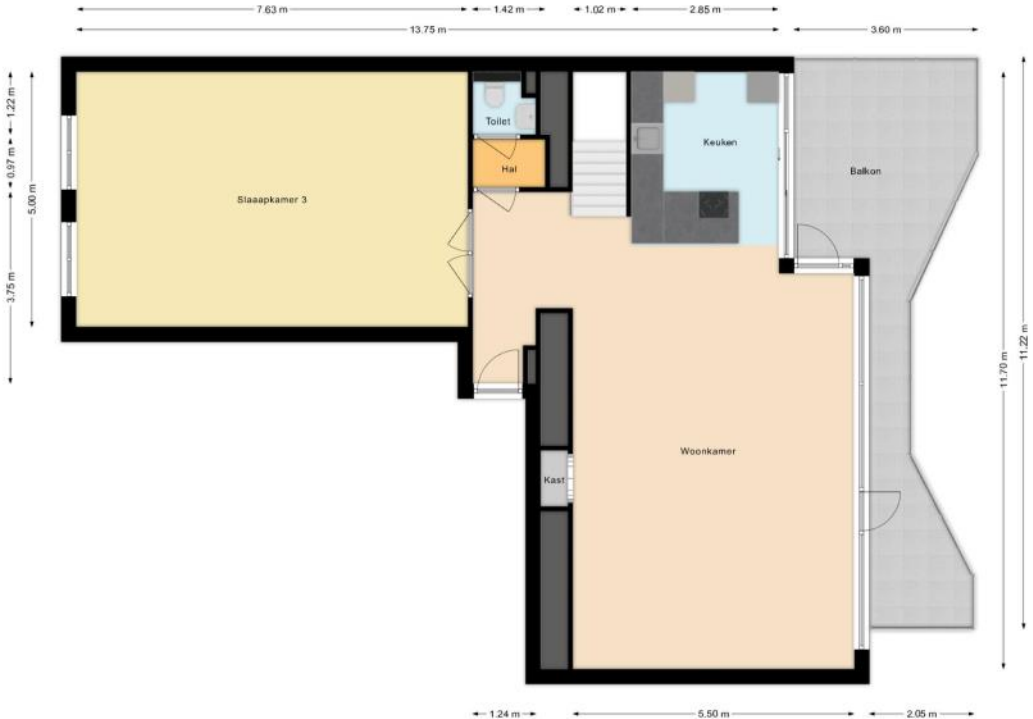 7.63 m
1.42 m
1.02 m
2.85 m
13.75 m
3.60 m
1.22 m
0.97 m
5.00 m
3.75 m
Toilet
Hal
Keuken
Balkon
Slaaapkamer 3
11.22 m
11.70 m
Woonkamer
Kast
1.24 m
5.50 m
2.05 m